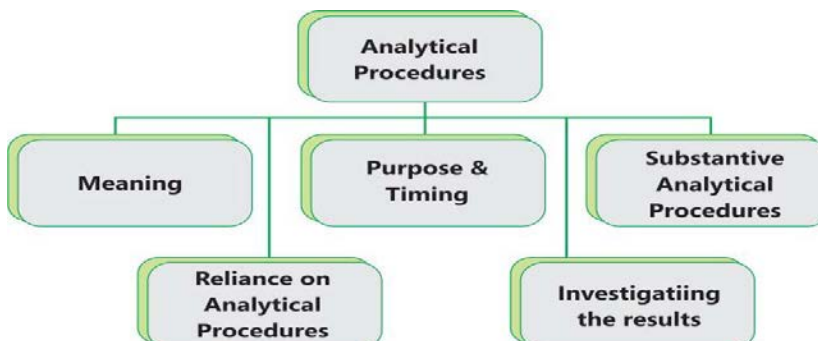 Analytical
Procedures
Meaning
Purpose &
Timing
Substantive
Analytical
Procedures
Reliance on
Analytical
Procedures
Investigatiing
the results